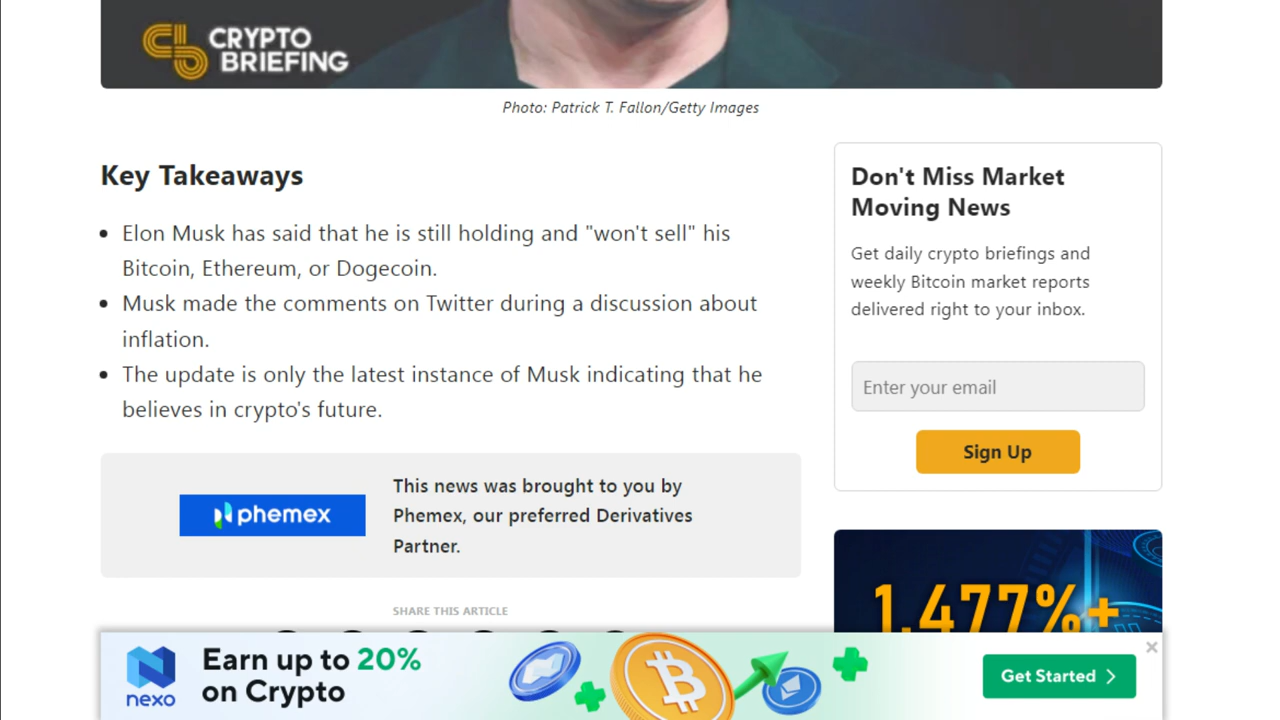 CRYPTO
BRIEFING
Photo: Patrick T. Fallon/Getty Images
Key Takeaways
• Elon Musk has said that he is still holding and "won't sell" his
Bitcoin, Ethereum, or Dogecoin.
• Musk made the comments on Twitter during a discussion about
inflation.
• The update is only the latest instance of Musk indicating that he
believes in crypto's future.
phemex
This news was brought to you by
Phemex, our preferred Derivatives
Partner.
SHARE THIS ARTICLE
Don't Miss Market
Moving News
Get daily crypto briefings and
weekly Bitcoin market reports
delivered right to your inbox.
Enter your email
Sign Up
1,477%+
nexo
Earn up to 20%
on Crypto
Get Started